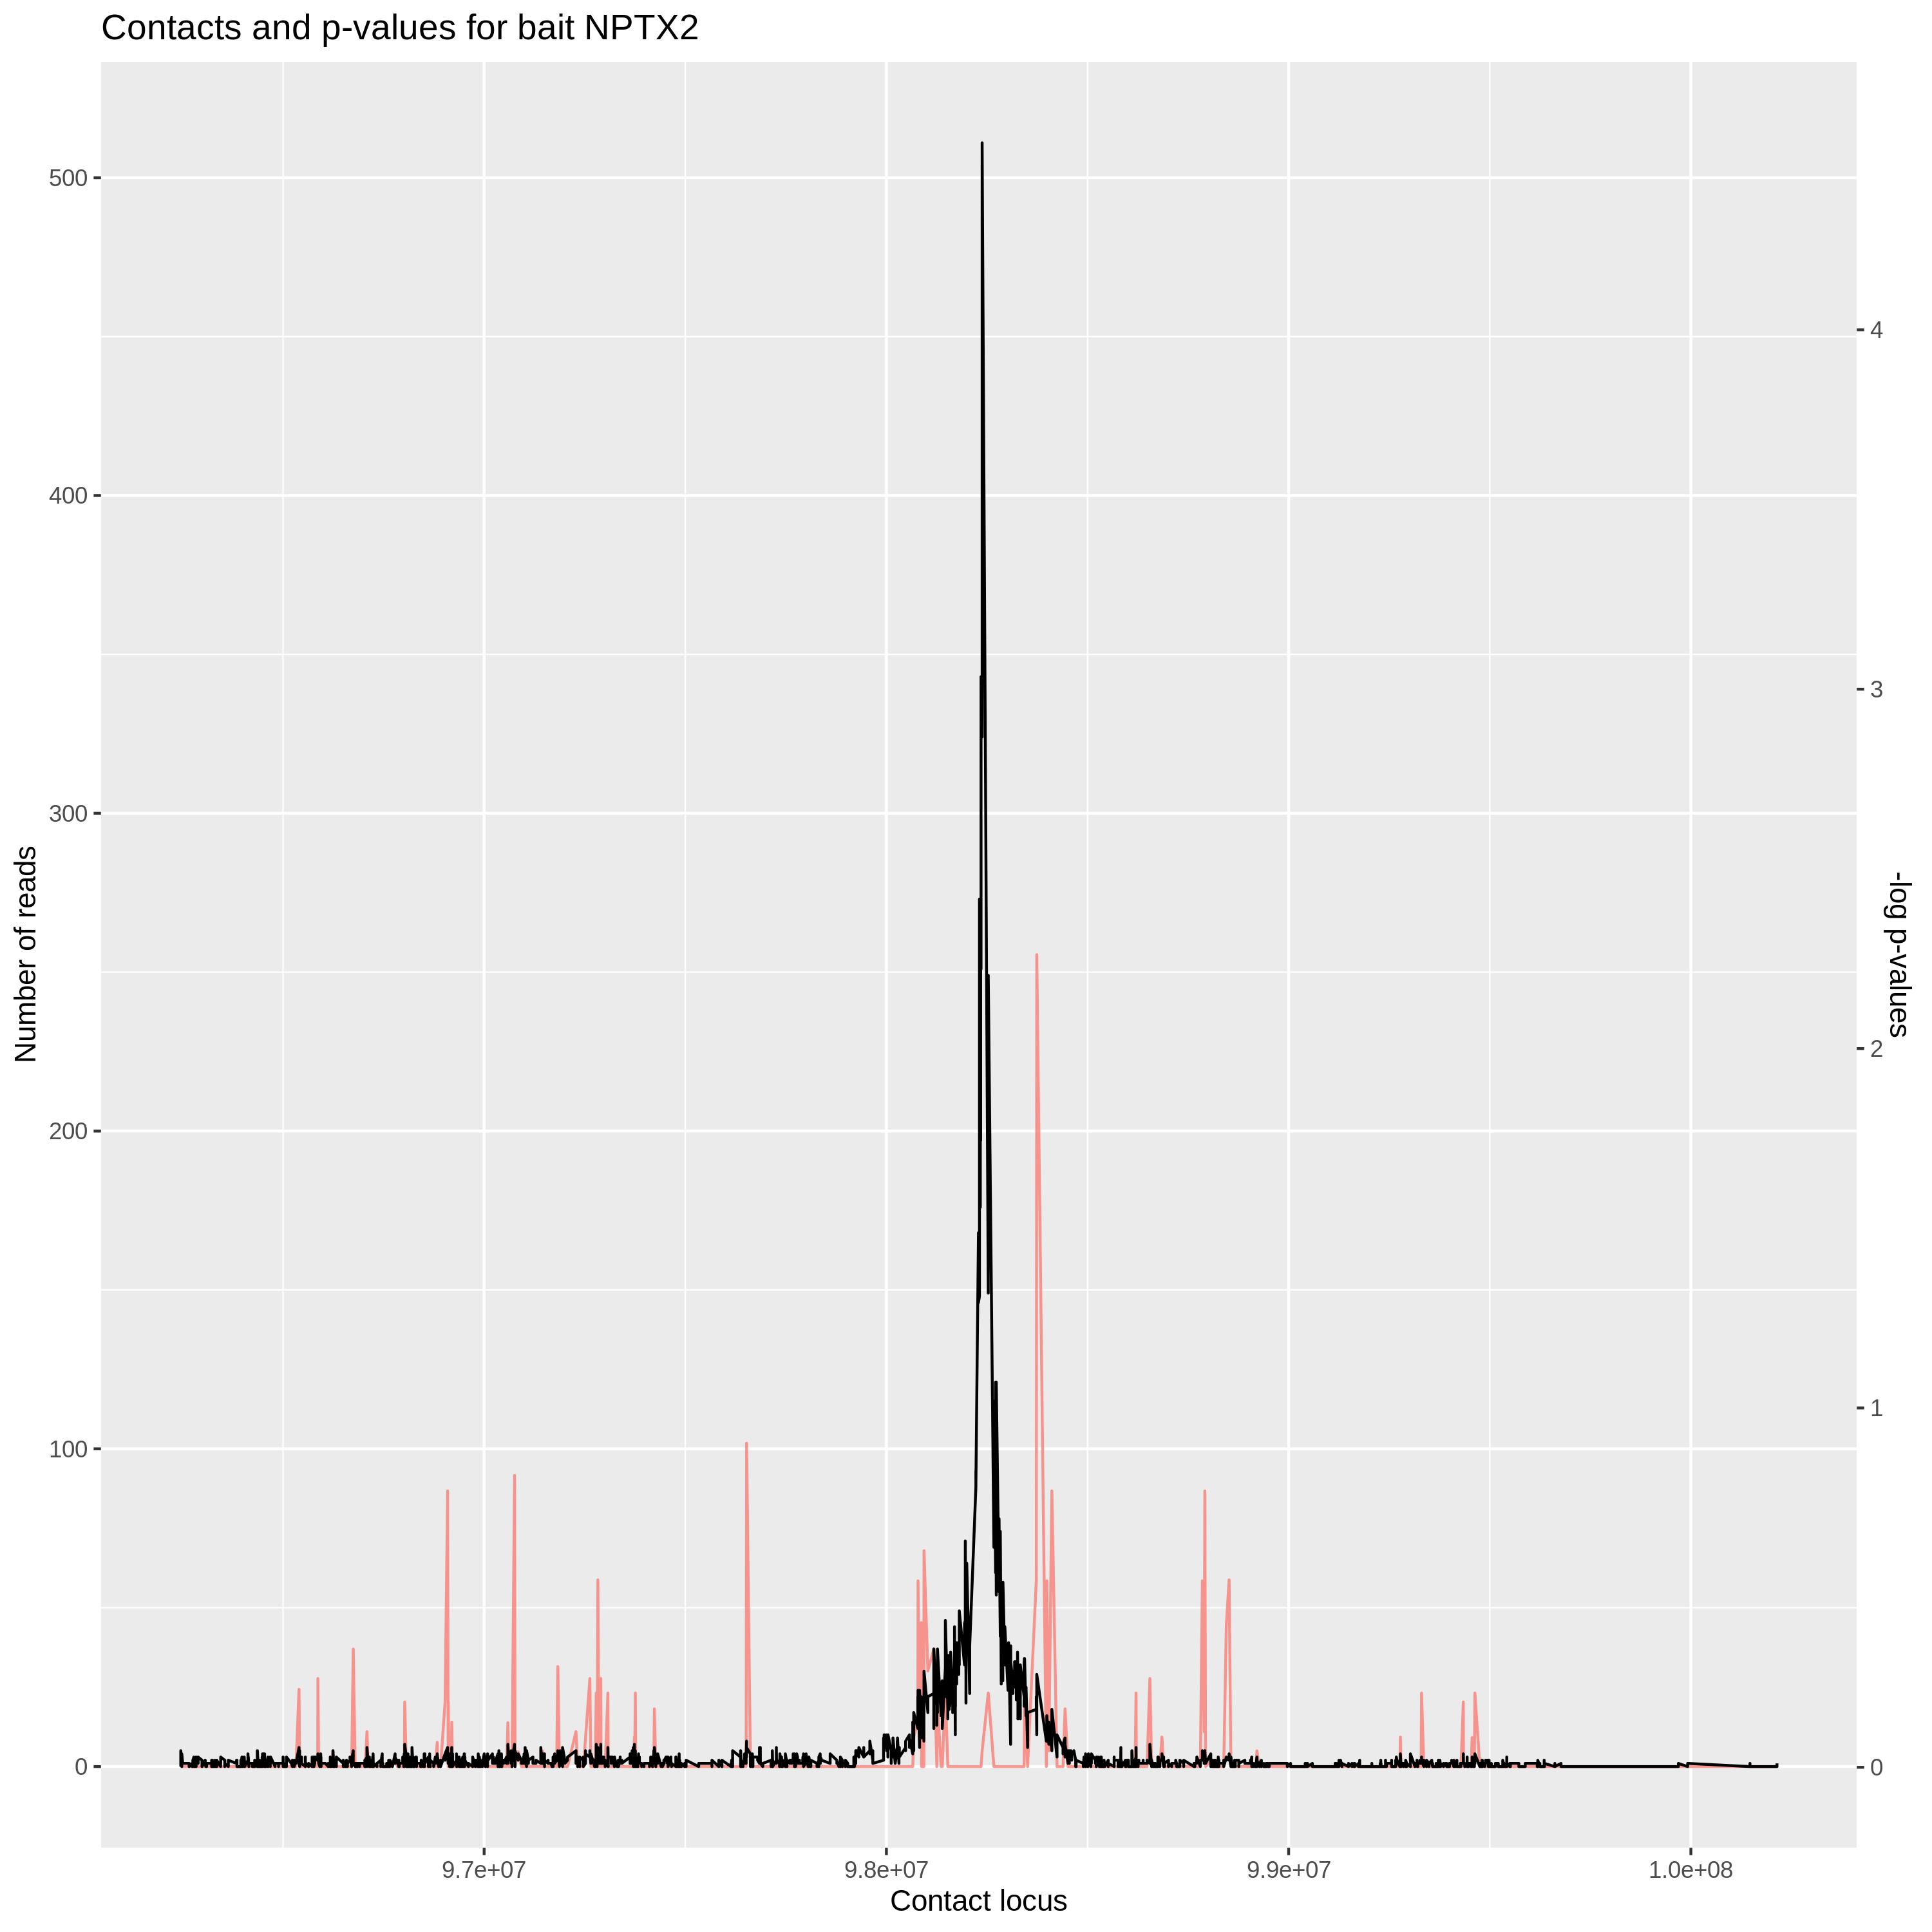 Contacts and p-values for bait NPTX2
500
400
300
200
100
0
Number of reads
4
3
2
1
0
-log p-values
9.7e+07
9.8e+07
9.9e+07
1.0e+08
Contact locus